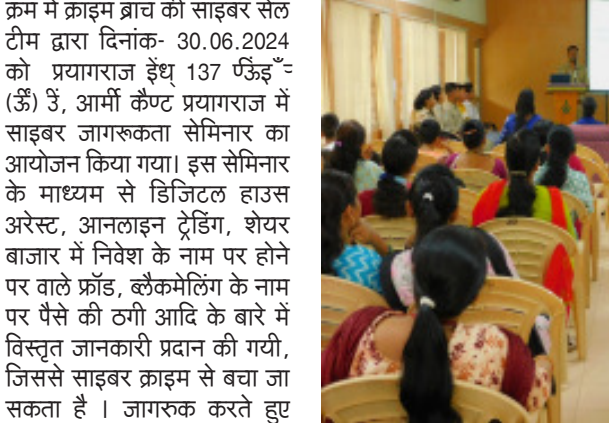 क्रम में क्राइम ब्रांच की साइबर सेल
टीम द्वारा दिनांक- 30.06.2024
को प्रयागराज इंध् 137
(ऊँ) उें, आर्मी कैण्ट प्रयागराज में
साइबर जागरूकता सेमिनार का
आयोजन किया गया। इस सेमिनार
के माध्यम से डिजिटल हाउस
अरेस्ट, आनलाइन ट्रेडिंग, शेयर
बाजार में निवेश के नाम पर होने
पर वाले फ्रॉड, ब्लैकमेलिंग के नाम
पर पैसे की ठगी आदि के बारे में
विस्तृत जानकारी प्रदान की गयी,
जिससे साइबर क्राइम से बचा जा
सकता है । जागरुक करते हुए